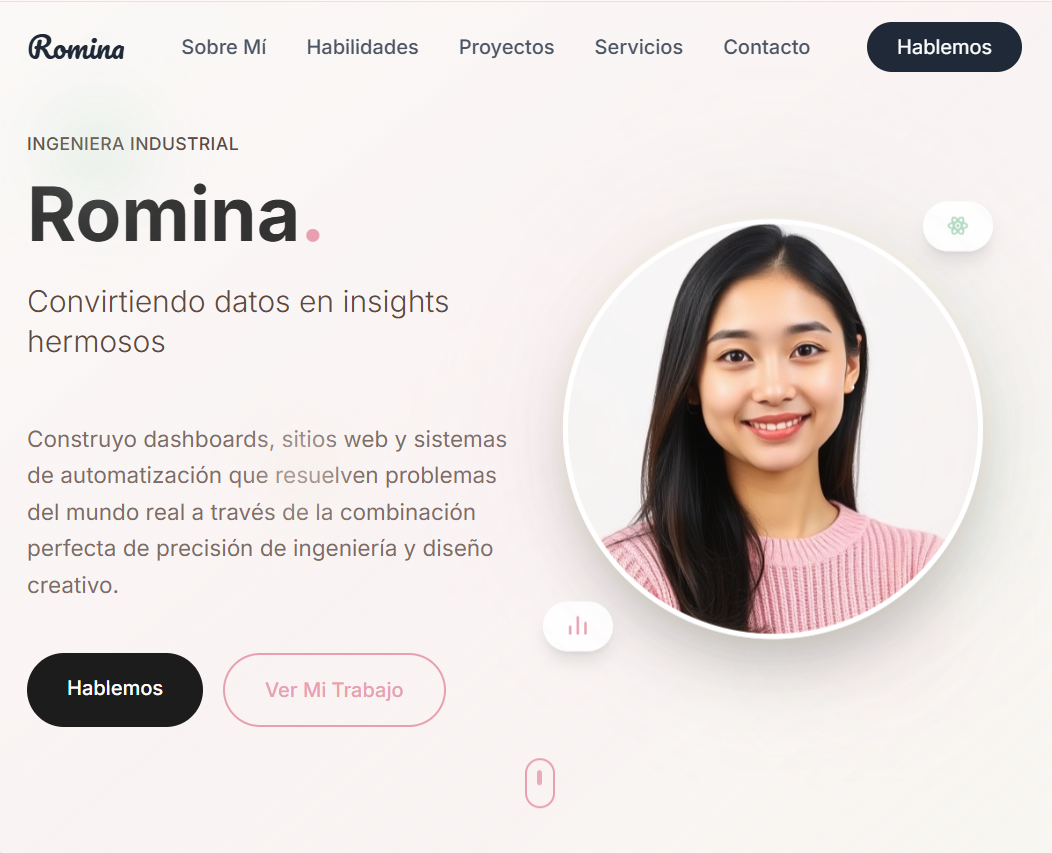 Romina
Sobre Mí
Habilidades
Proyectos
Servicios
Contacto
Hablemos
INGENIERA INDUSTRIAL
Romina.
Convirtiendo datos en insights
hermosos
Construyo dashboards, sitios web y sistemas
de automatización que resuelven problemas
del mundo real a través de la combinación
perfecta de precisión de ingeniería y diseño
creativo.
Hablemos
Ver Mi Trabajo